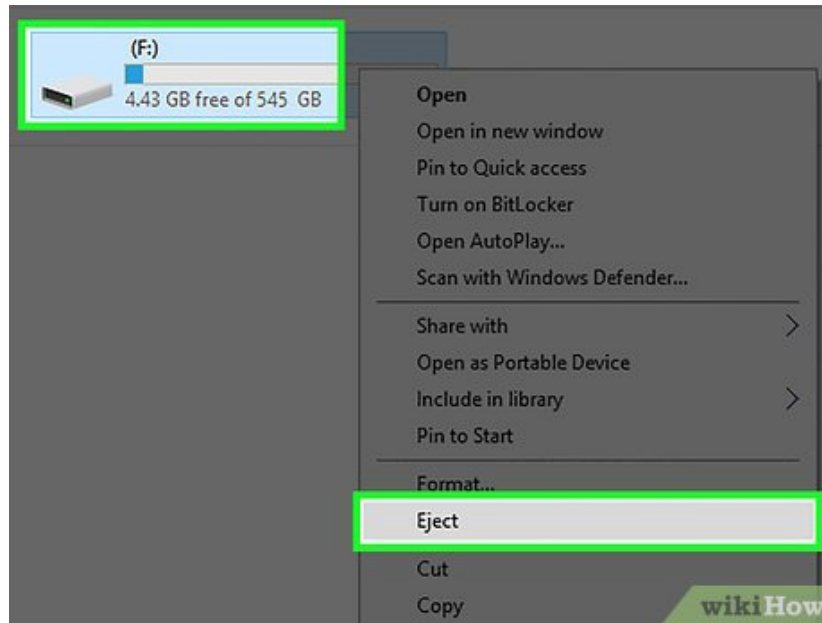 (F:)
4.43 GB free of 545 GB
Open
Open in new window
Pin to Quick access
Turn on BitLocker
Open AutoPlay...
Scan with Windows Defender...
Share with
Open as Portable Device
Include in library
Pin to Start
Format...
Eject
Cut
Copy
wikiHow